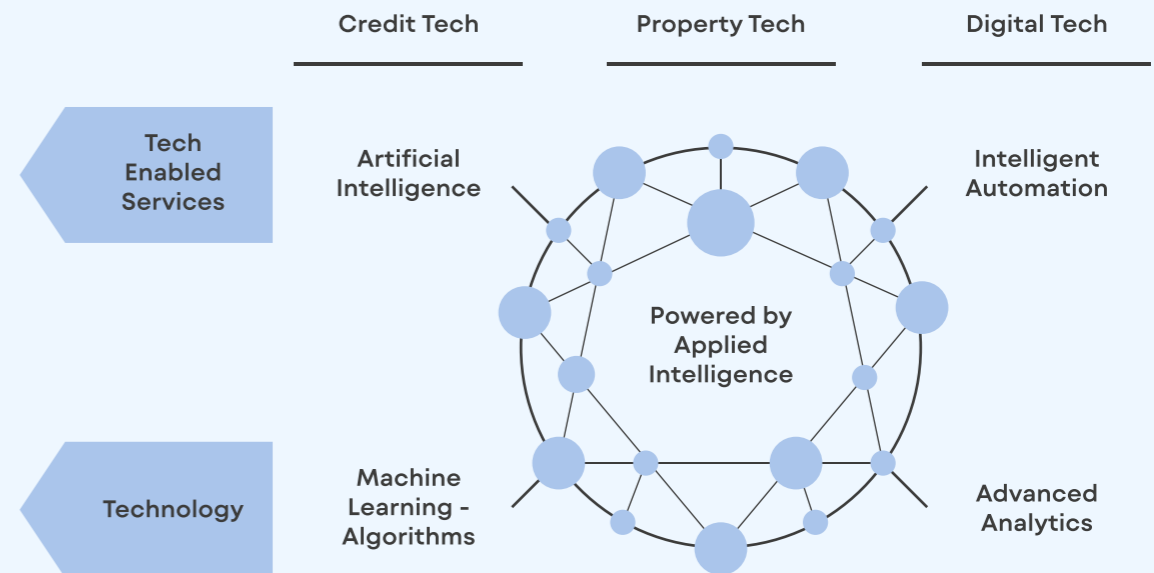 Credit Tech
Property Tech
Digital Tech
Tech
Enabled
Services
Artificial
Intelligence
Intelligent
Automation
Powered by
Applied
Intelligence
Technology
Machine
Learning -
Algorithms
Advanced
Analytics